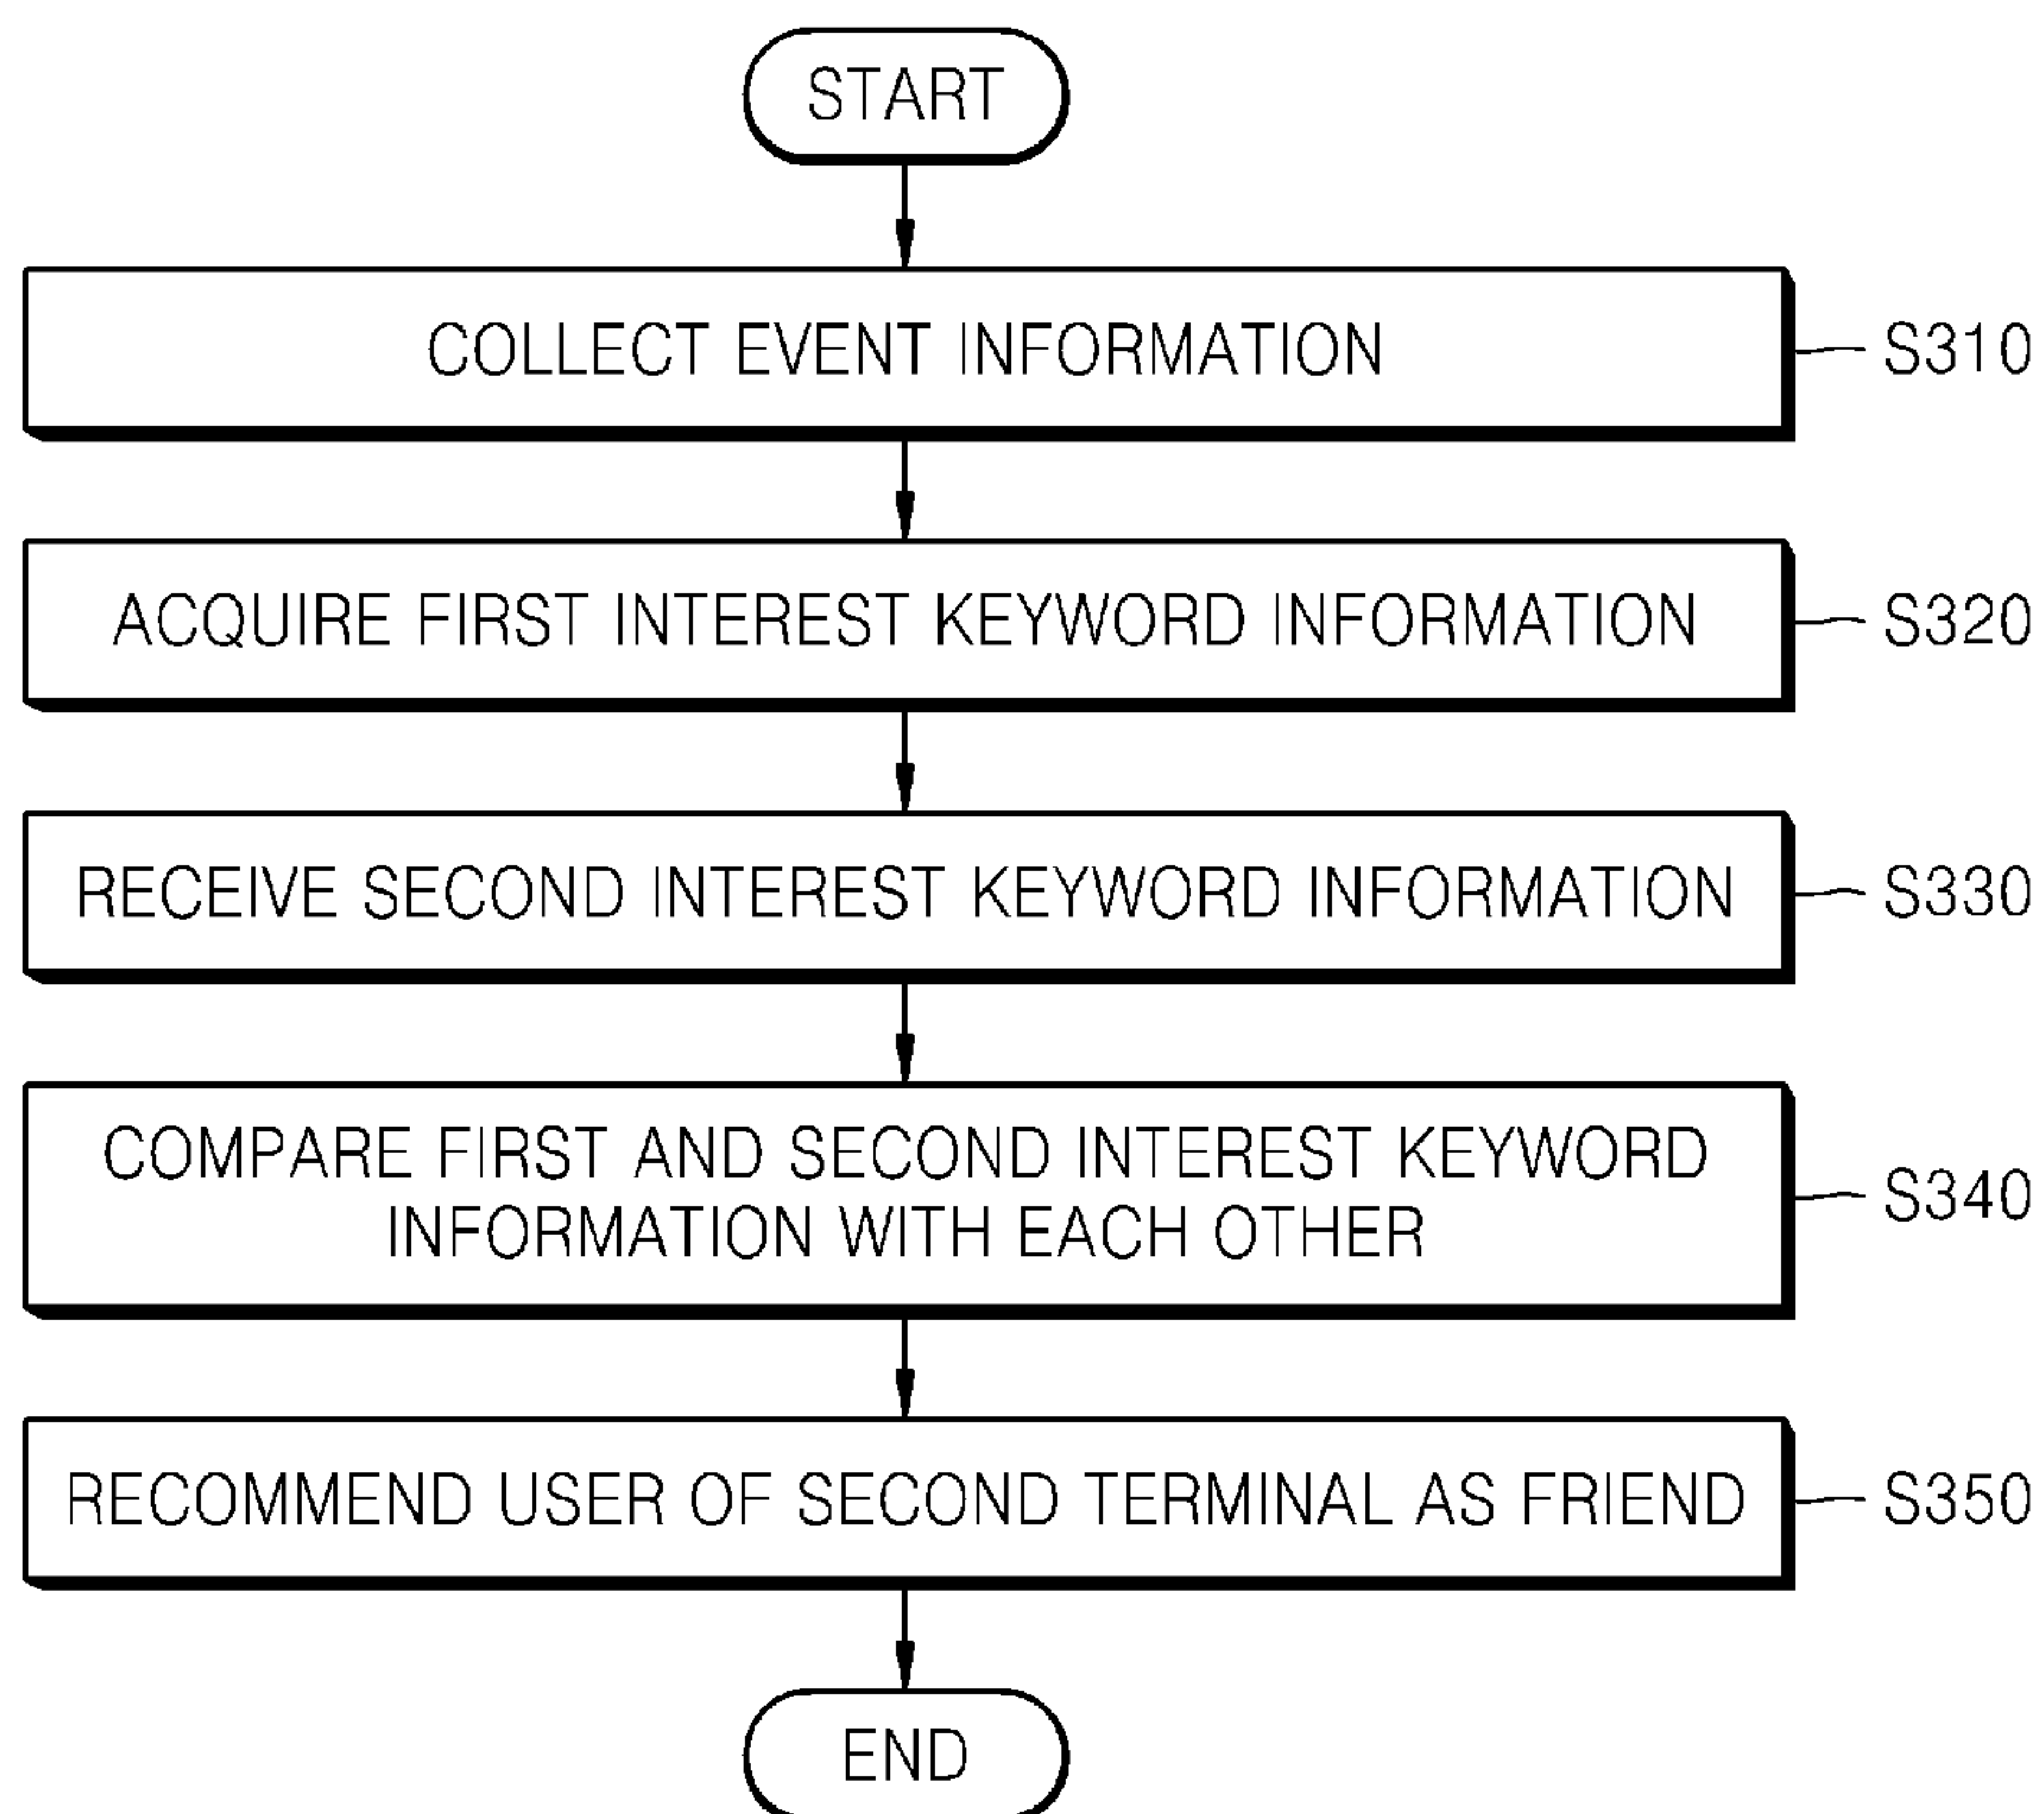 START
COLLECT EVENT INFORMATION
S310
ACQUIRE FIRST INTEREST KEYWORD INFORMATION
S320
RECEIVE SECOND INTEREST KEYWORD INFORMATION
S330
COMPARE FIRST AND SECOND INTEREST KEYWORD
INFORMATION WITH EACH OTHER
S340
RECOMMEND USER OF SECOND TERMINAL AS FRIEND
S350
END